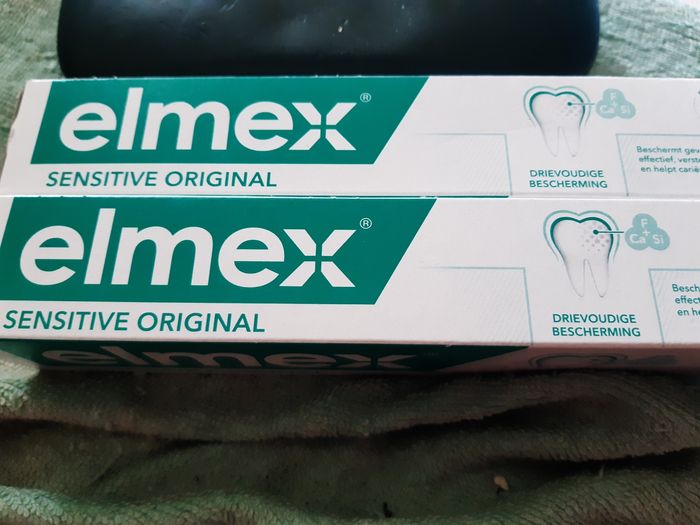 elmex®
SENSITIVE ORIGINAL
F
+
Ca Si
DRIEVOUDIGE
BESCHERMING
Beschermt
effectief,
en helpt
elmex®
SENSITIVE ORIGINAL
F
+
Ca Si
DRIEVOUDIGE
BESCHERMING
en
elmex